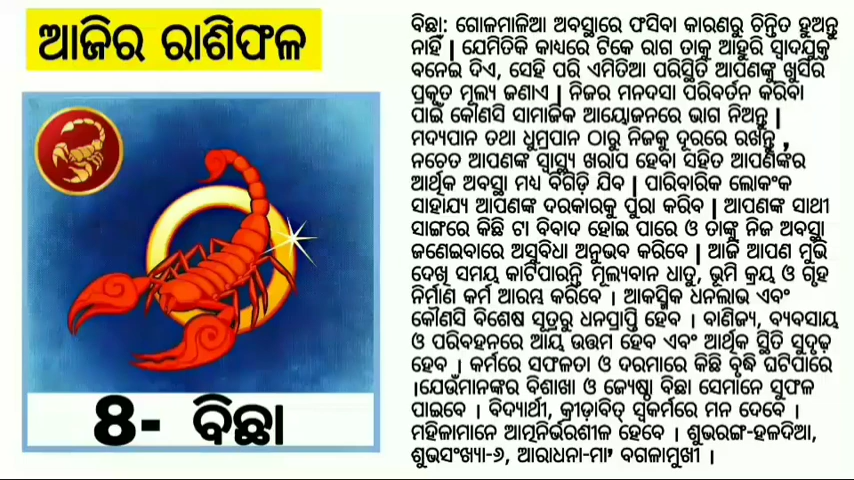 ଆଜିର ରାଶିଫଳ
୫- ବିଛା
ବିଛା: ଗୋଳମାଳିଆ ଅବସ୍ଥାରେ ଫସିବା କାରଣରୁ ଚିନ୍ତିତ ହୁଅନ୍ତୁ
ନାହିଁ | ଯେମିତିକି କାଧ୍ୟରେ ଟିକେ ରାଗ ତାକୁ ଆହୁରି ସ୍ୱାଦଯୁକ୍ତ
ବନେଇ ଦିଏ, ସେହି ପରି ଏମିତିଆ ପରିସ୍ଥିତି ଆପଣଙ୍କୁ ଖୁସିର
ପ୍ରକୃତ ମୂଲ୍ୟ ଜଣାଏ | ନିଜର ମନଦସା ପରିବର୍ତନ କରିବା
ପାଇଁ କୌଣସି ସାମାଜିକ ଆୟୋଜନରେ ଭାଗ ନିଅନ୍ତୁ |
ମଦ୍ୟପାନ ତଥା ଧୁମ୍ରପାନ ଠାରୁ ନିଜକୁ ଦୂରରେ ରଖନ୍ତୁ ,
ନଚେତ ଆପଣଙ୍କ ସ୍ୱାସ୍ଥ୍ୟ ଖରାପ ହେବା ସହିତ ଆପଣଙ୍କର
ଆର୍ଥିକ ଅବସ୍ଥା ମଧ୍ୟ ବିଗିଡ଼ି ଯିବ | ପାରିବାରିକ ଲୋକଂକ
ସାହାଯ୍ୟ ଆପଣଙ୍କ ଦରକାରକୁ ପୁରା କରିବ | ଆପଣଙ୍କ ସାଥୀ
ସାଙ୍ଗରେ କିଛି ଟା ବିବାଦ ହୋଇ ପାରେ ଓ ତାଙ୍କୁ ନିଜ ଅବସ୍ଥା
ଜଣେଇବାରେ ଅସୁବିଧା ଅନୁଭବ କରିବେ | ଆଜି ଆପଣ ମୁଭି
ଦେଖି ସମୟ କାଟିପାରନ୍ତି ମୂଲ୍ୟବାନ ଧାତୁ, ଭୂମି କ୍ରୟ ଓ ଗୃହ
ନିର୍ମାଣ କର୍ମ ଆରମ୍ଭ କରିବେ । ଆକସ୍ମିକ ଧନଲାଭ ଏବଂ
କୌଣସି ବିଶେଷ ସୂତ୍ରରୁ ଧନପ୍ରାପ୍ତି ହେବ । ବାଣିଜ୍ୟ, ବ୍ୟବସାୟ
ଓ ପରିବହନରେ ଆୟ ଉତ୍ତମ ହେବ ଏବଂ ଆର୍ଥିକ ସ୍ଥିତି ସୁଦୃଢ଼
ହେବ । କର୍ମରେ ସଫଳତା ଓ ଦରମାରେ କିଛି ବୃଦ୍ଧି ଘଟିପାରେ
।ଯେଉଁମାନଙ୍କର ବିଶାଖା ଓ ଜ୍ୟେଷ୍ଠା ବିଛା ସେମାନେ ସୁଫଳ
ପାଇବେ । ବିଦ୍ୟାର୍ଥୀ, କ୍ରୀଡ଼ାବିତ୍ ସ୍ଵକର୍ମରେ ମନ ଦେବେ ।
ମହିଳାମାନେ ଆତ୍ମନିର୍ଭରଶୀଳ ହେବେ । ଶୁଭରଙ୍ଗ-ହଳଦିଆ,
ଶୁଭସଂଖ୍ୟା-୬, ଆରାଧନା-ମା' ବଗଳାମୁଖୀ ।